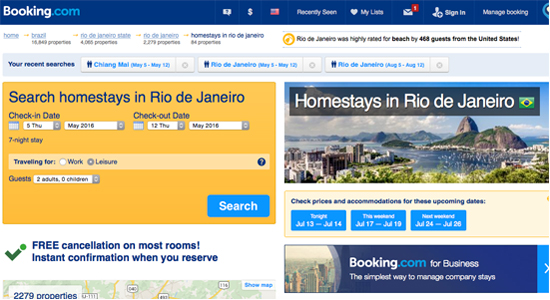 Booking.com
$
Recently Seen
My Lists
Sign In
Manage booking
home
brazil
16,849 properties
rio de janeiro state
4,065 properties
rio de janeiro
2,279 properties
homestays in rio de janeiro
84 properties
Rio de Janeiro was highly rated for beach by 468 guests from the United States!
Your recent searches
Chiang Mai (May 5 - May 12)
Rio de Janeiro (May 5 - May 12)
Rio de Janeiro (Aug 5 - Aug 12)
Search homestays in Rio de Janeiro
Check-in Date
Check-out Date
5 Thu
May 2016
12 Thu
May 2016
7-night stay
Traveling for:
Work
Leisure
?
Guests
2 adults, 0 children
Search
Homestays in Rio de Janeiro
Check prices and accommodations for these upcoming dates:
Tonight
Jul 13 — Jul 14
This weekend
Jul 17 — Jul 19
Next weekend
Jul 24 — Jul 26
FREE cancellation on most rooms!
Instant confirmation when you reserve
Booking.com for Business
The simplest way to manage company stays
Show map
2279 properties
U-111